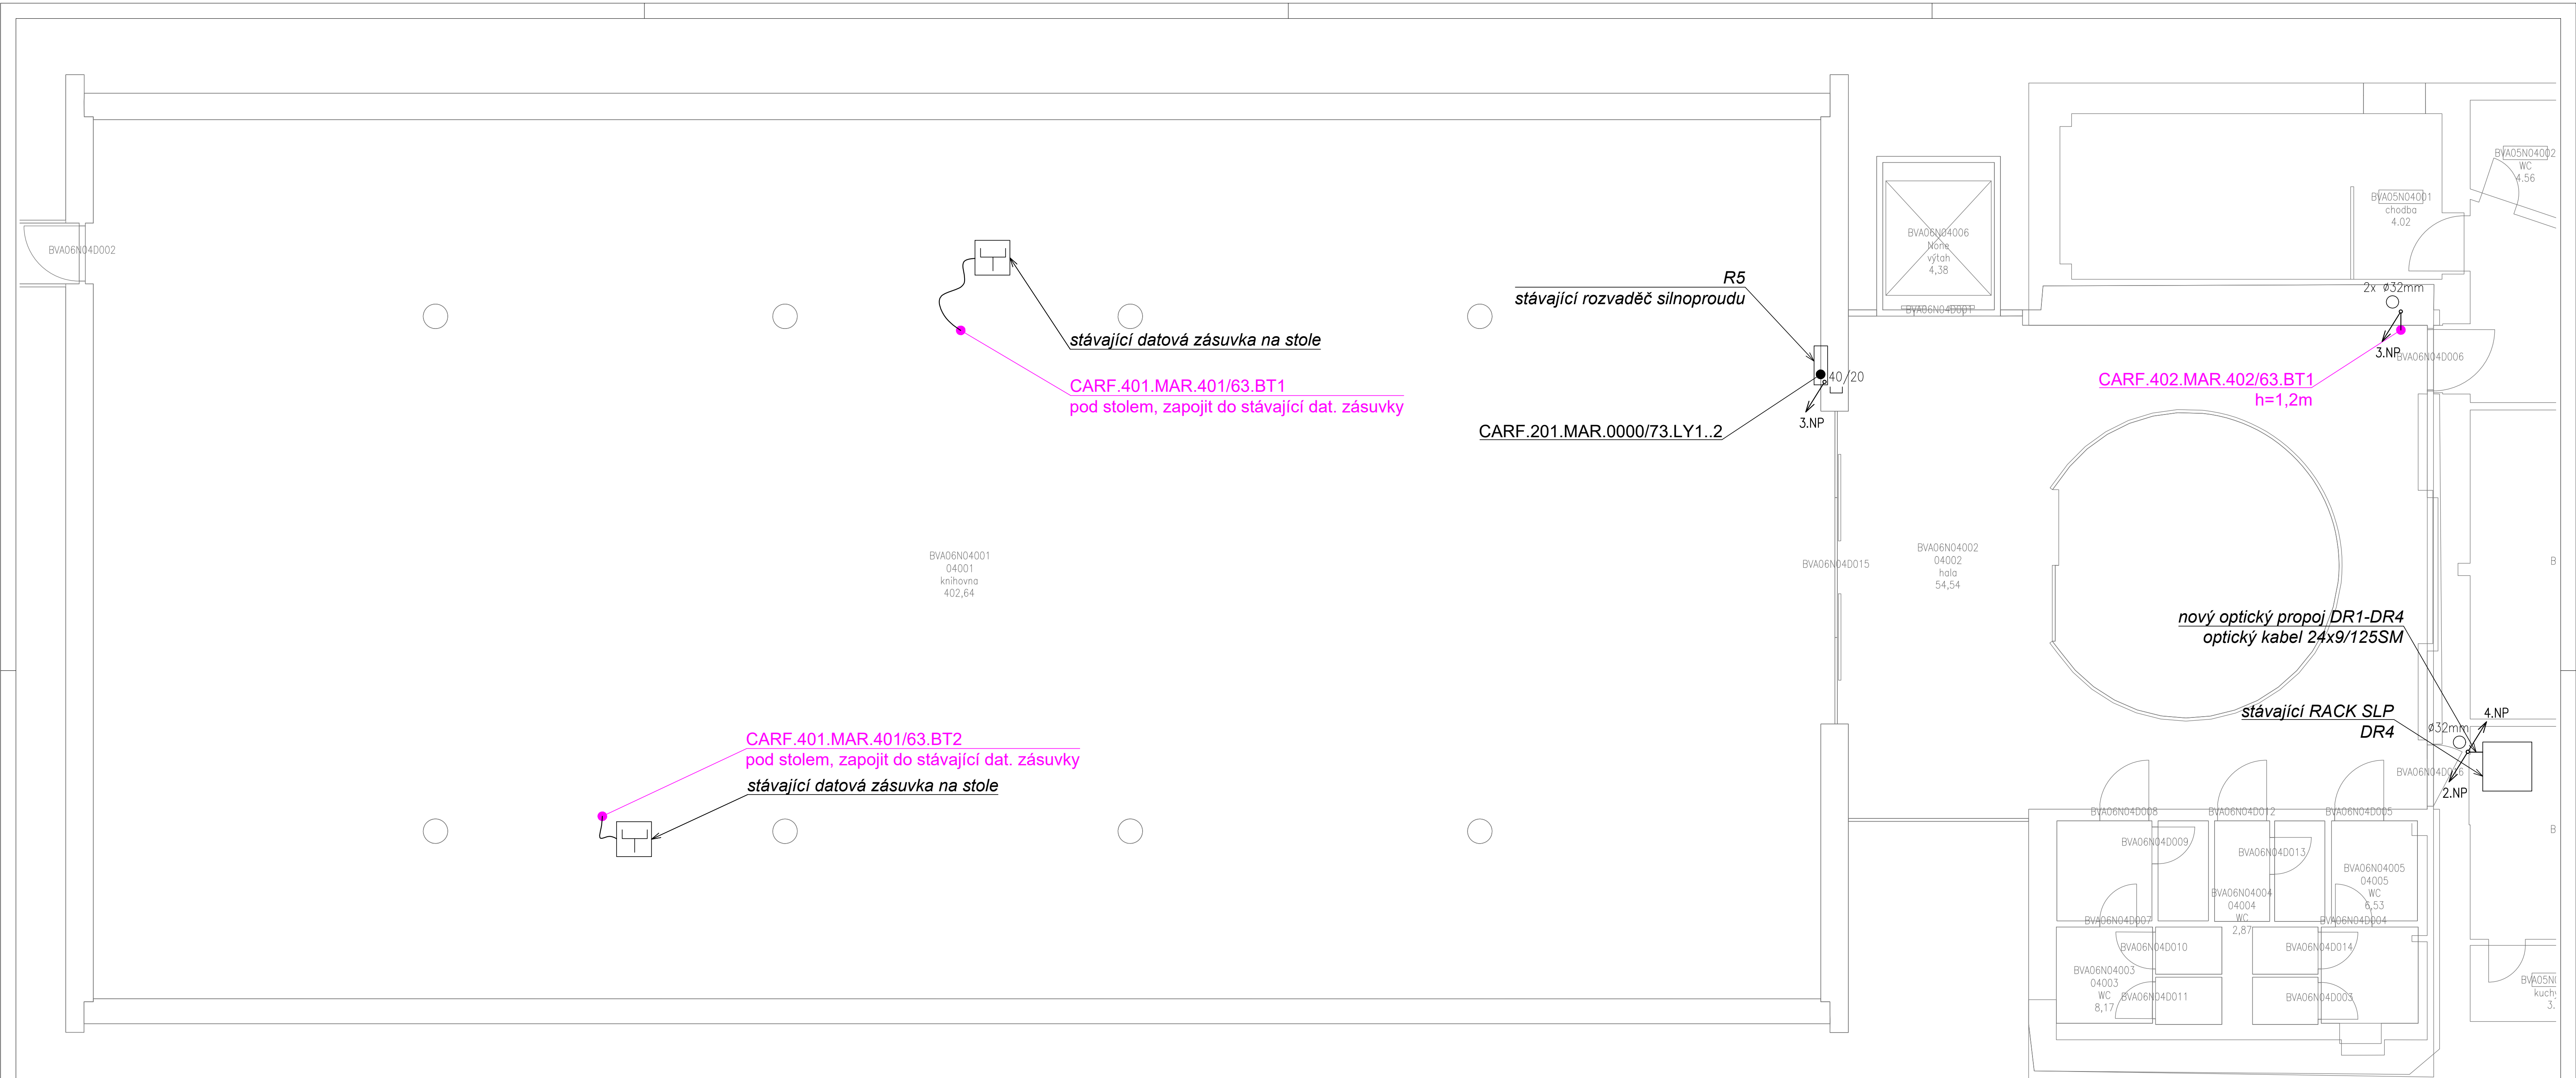 BVA06N04D002
stávající datová zásuvka na stole
CARF.401.MAR.401/63.BT1
pod stolem, zapojit do stávající dat. zásuvky
R5
stávající rozvaděč silnoproudu
40/20
3.NP
CARF.201.MAR.0000/73.LY1..2
BVA06N04001
04001
knihovna
402,64
CARF.401.MAR.401/63.BT2
pod stolem, zapojit do stávající dat. zásuvky
stávající datová zásuvka na stole
BVA06N04006
None
výtah
4,38
BVA06N04D001
BVA05N04002
WC
4.56
BVA05N04001
chodba
4.02
2x ø32mm
3.NP
BVA06N04D006
CARF.402.MAR.402/63.BT1
h=1,2m
BVA06N04D015
BVA06N04002
04002
hala
54,54
nový optický propoj DR1-DR4
optický kabel 24x9/125SM
stávající RACK SLP
DR4
4.NP
ø32mm
BVA06N04D016
2.NP
BVA06N04D008
BVA06N04D012
BVA06N04D005
BVA06N04D009
BVA06N04D013
BVA06N04005
04005
WC
6,53
BVA06N04004
04004
WC
2,87
BVA06N04D007
BVA06N04D004
BVA06N04D010
BVA06N04D014
BVA06N04003
04003
WC
8,17
BVA06N04D011
BVA06N04D003
B
B
BVA05N
kuchy
3.